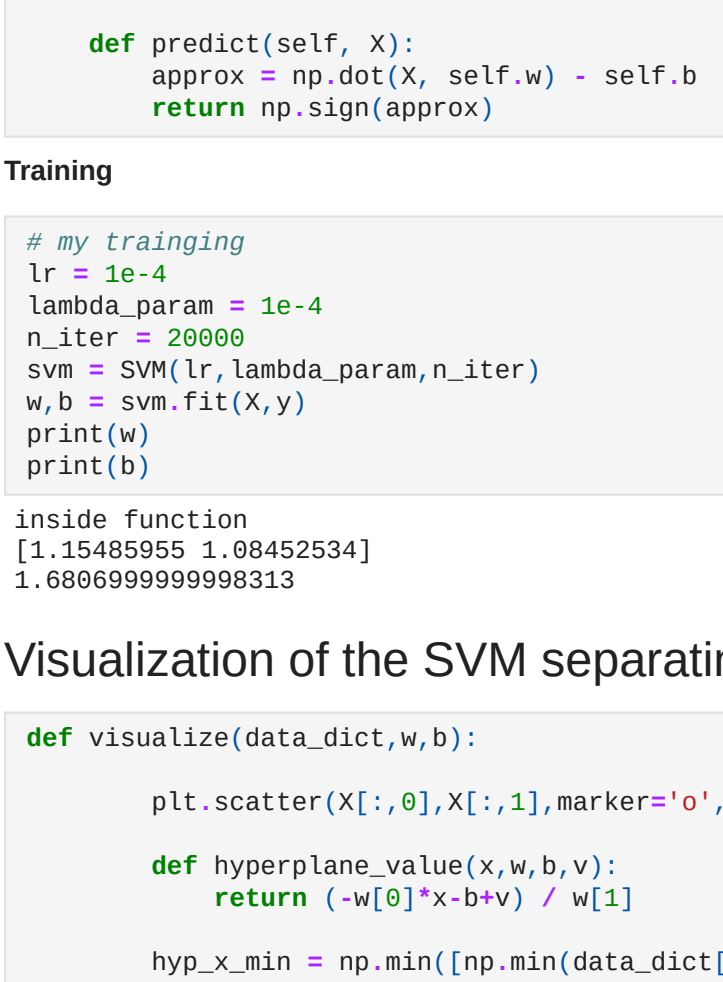 def predict(self, X):
approx = np.dot(X, self.w) - self.b
return np.sign(approx)
Training
# my trainging
lr = 1e-4
lambda_param = 1e-4
n_iter = 20000
svm = SVM(lr,lambda_param,n_iter)
w,b = svm.fit(X,y)
print(w)
print(b)
inside function
[1.15485955 1.08452534]
1.6806999999998313
Visualization of the SVM separatin
def visualize(data_dict,w,b):
plt.scatter(X[:,0],X[:,1],marker='o',
def hyperplane_value(x,w,b,v):
return (-w[0]*x-b+v) / w[1]
hyp_x_min = np.min([np.min(data_dict[